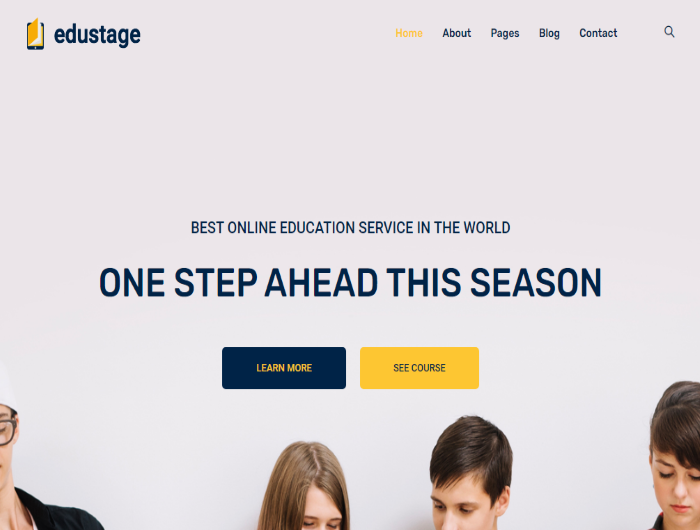 edustage
Home About Pages Blog Contact
BEST ONLINE EDUCATION SERVICE IN THE WORLD
ONE STEP AHEAD THIS SEASON
LEARN MORE SEE COURSE